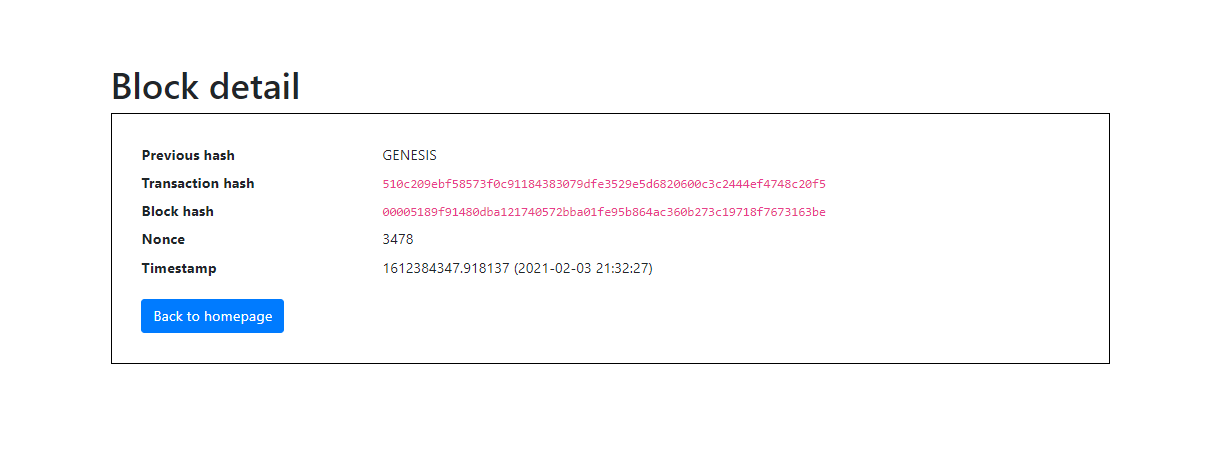 Block detail
Previous hash GENESIS
Transaction hash 510c209ebf58573f0c91184383079dfe3529e5d6820600c3c2444ef4748c20f5
Block hash 00005189f91480dba121740572bba01fe95b864ac360b273c19718f7673163be
Nonce 3478
Timestamp 1612384347.918137 (2021-02-03 21:32:27)
Back to homepage